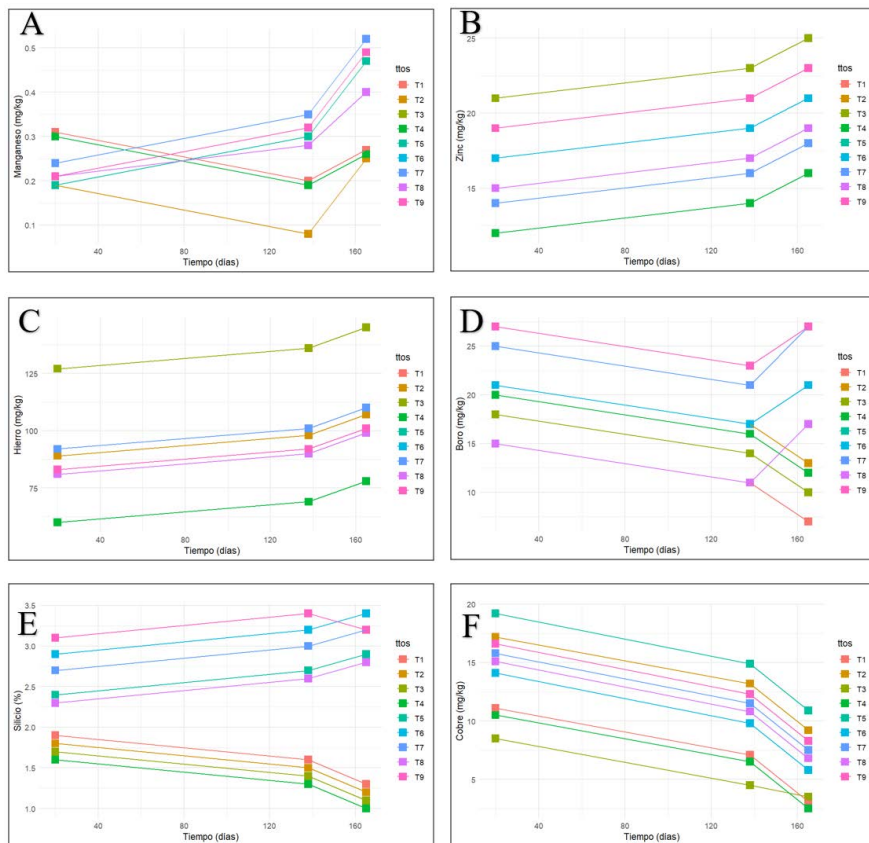 A
Manganeso (mg/kg)
0.5
0.4
0.3
0.2
0.1
40
80
120
160
Tiempo (días)
ttos
T1
T2
T3
T4
T5
T6
T7
T8
T9
B
Zinc (mg/kg)
25
20
15
40
80
120
160
Tiempo (días)
ttos
T1
T2
T3
T4
T5
T6
T7
T8
T9
C
Hierro (mg/kg)
125
100
75
40
80
120
160
Tiempo (días)
ttos
T1
T2
T3
T4
T5
T6
T7
T8
T9
D
Boro (mg/kg)
25
20
15
10
40
80
120
160
Tiempo (días)
ttos
T1
T2
T3
T4
T5
T6
T7
T8
T9
E
Silicio (%)
3.5
3.0
2.5
2.0
1.5
1.0
40
80
120
160
Tiempo (días)
ttos
T1
T2
T3
T4
T5
T6
T7
T8
T9
F
Cobre (mg/kg)
20
15
10
5
40
80
120
160
Tiempo (días)
ttos
T1
T2
T3
T4
T5
T6
T7
T8
T9